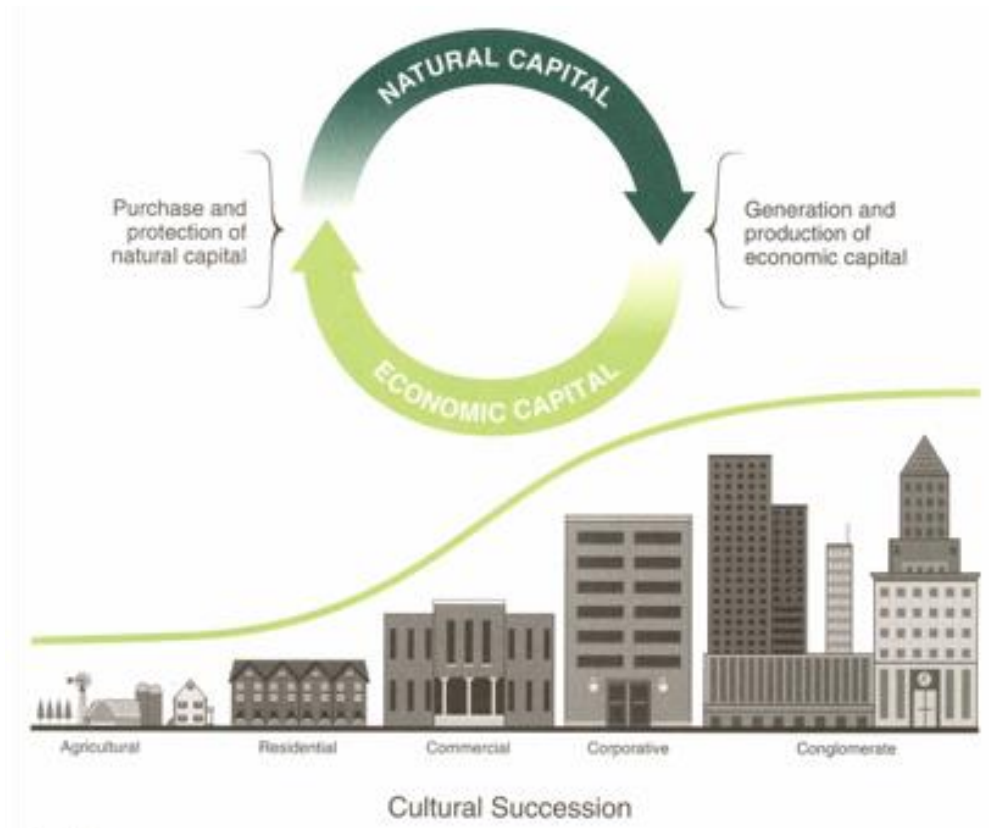 NATURAL CAPITAL
Purchase and
protection of
natural capital
Generation and
production of
economic capital
ECONOMIC CAPITAL
Agricultural
Residential
Commercial
Corporative
Conglomerate
Cultural Succession